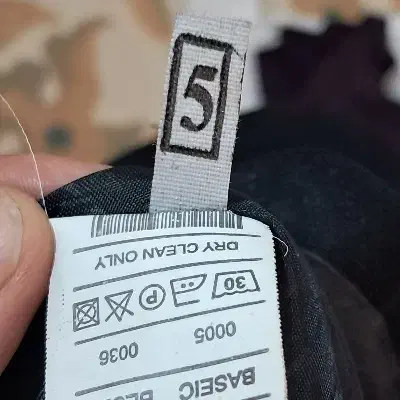 5
BASEIC
0005 0036
30 P
DRY CLEAN ONLY